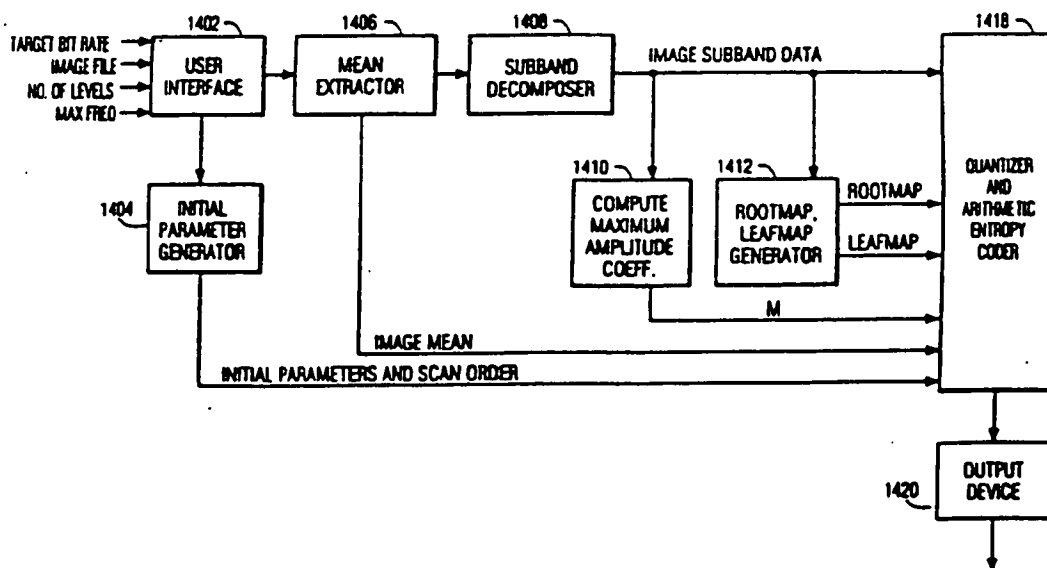 1402
1406
1408
1418
TARGET BIT RATE
IMAGE FILE
NO. OF LEVELS
MAX FREQ
USER
INTERFACE
MEAN
EXTRACTOR
SUBBAND
DECOMPOSER
IMAGE SUBBAND DATA
1404
INITIAL
PARAMETER
GENERATOR
1410
COMPUTE
MAXIMUM
AMPLITUDE
COEFF.
1412
ROOTMAP,
LEAFMAP
GENERATOR
ROOTMAP
LEAFMAP
QUANTIZER
AND
ARITHMETIC
ENTROPY
CODER
M
IMAGE MEAN
INITIAL PARAMETERS AND SCAN ORDER
1420
OUTPUT
DEVICE